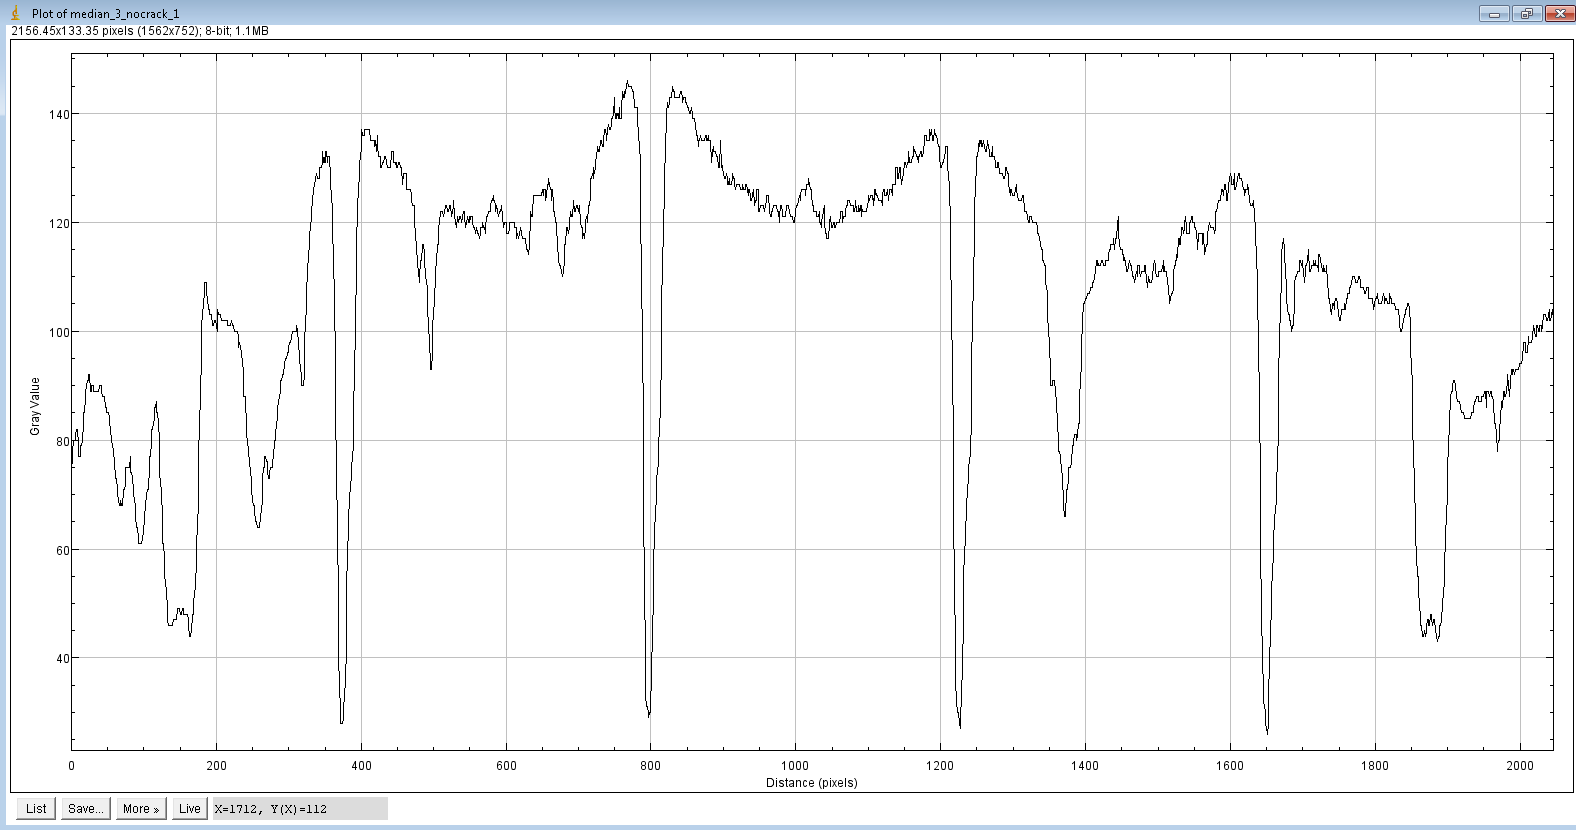 Plot of median_3_nocrack_1
2156.45x133.35 pixels (1562x752); 8-bit; 1.1MB
140
120
100
80
60
40
Gray Value
0 200 400 600 800 1000 1200 1400 1600 1800 2000
Distance (pixels)
List Save... More » Live X=1712, Y(X)=112